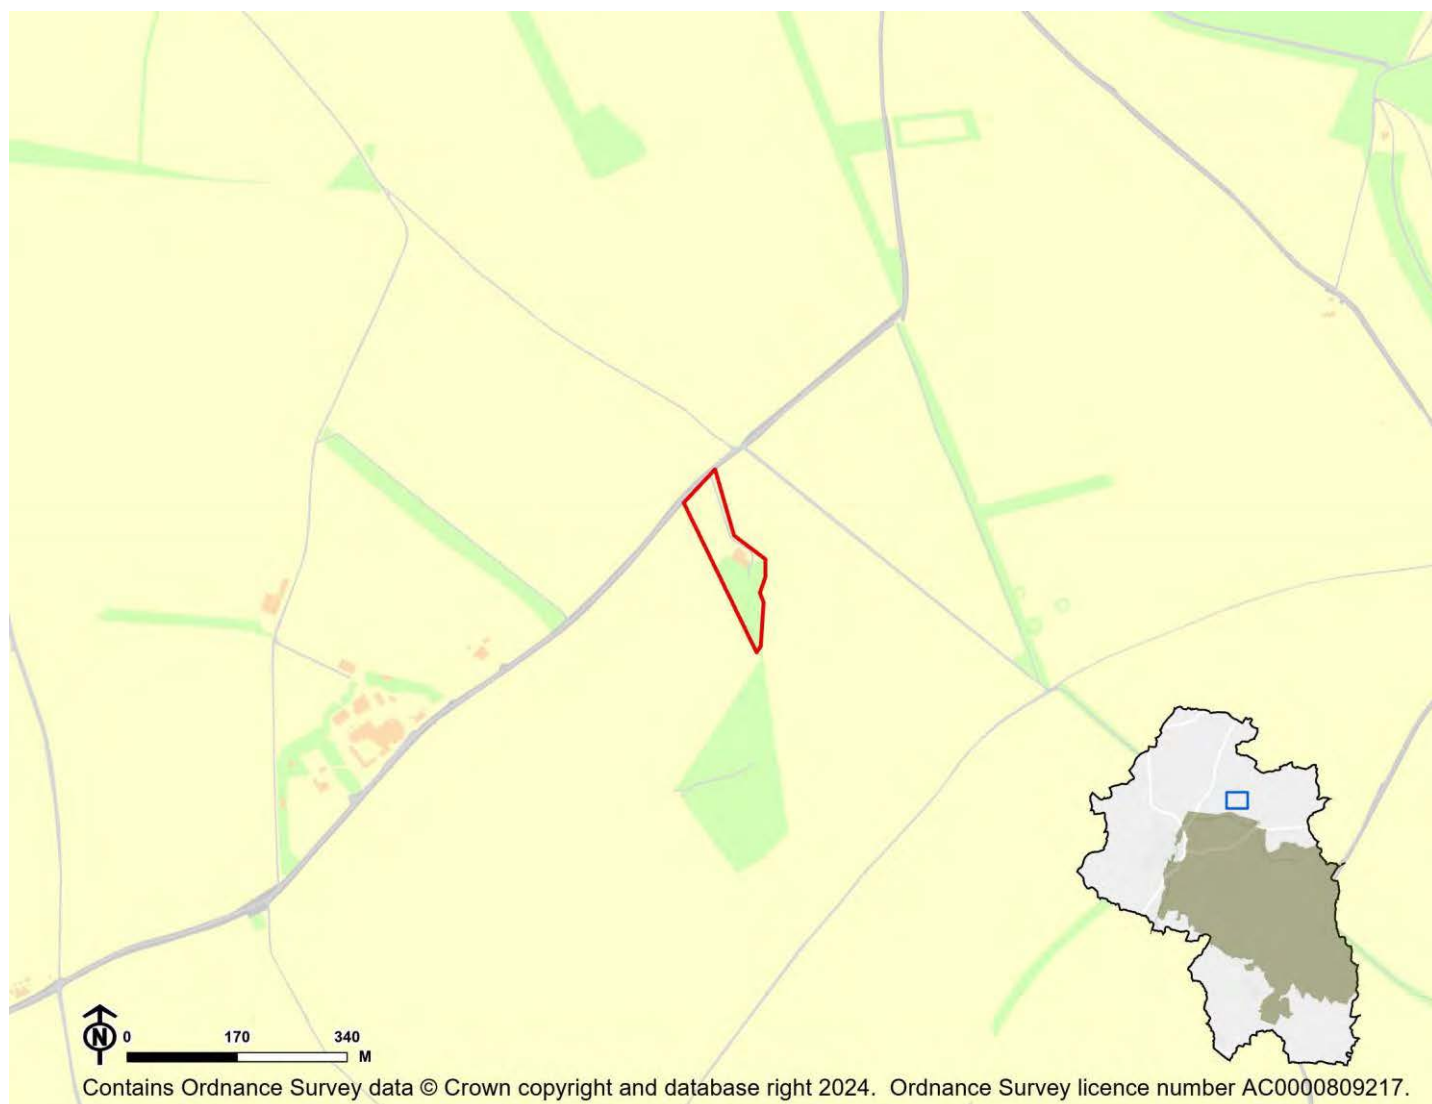 N
0 170 340
M
Contains Ordnance Survey data © Crown copyright and database right 2024. Ordnance Survey licence number AC0000809217.